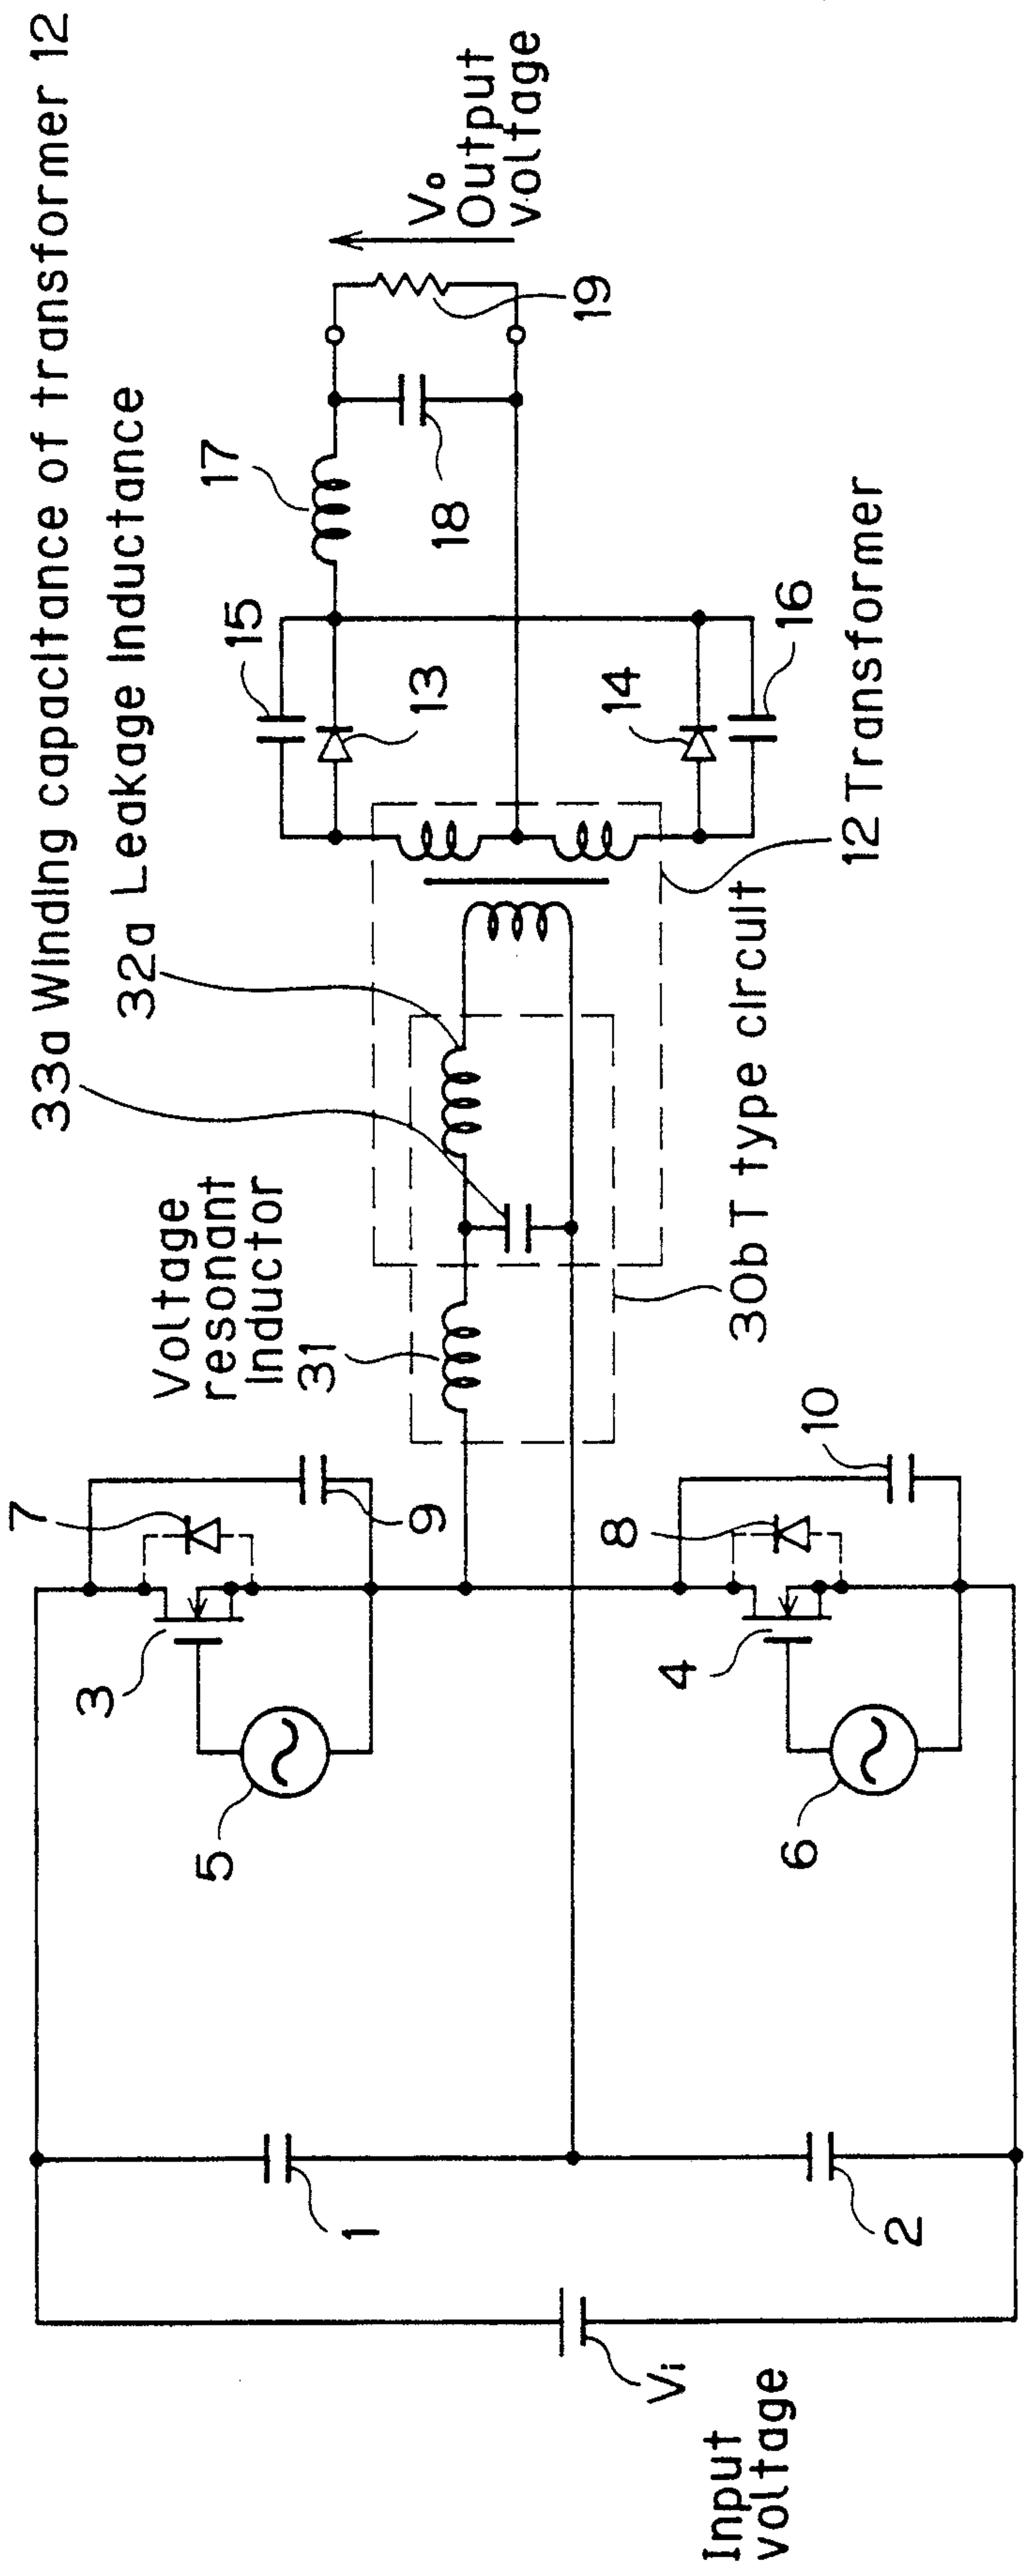 33a Winding capacitance of transformer 12
32a Leakage Inductance
Voltage
resonant
Inductor
31
7
9
3
5
8
10
4
6
1
2
Vi
Input
voltage
30b T type circuit
12 Transformer
15
13
14
16
17
18
19
Vo
Output
voltage